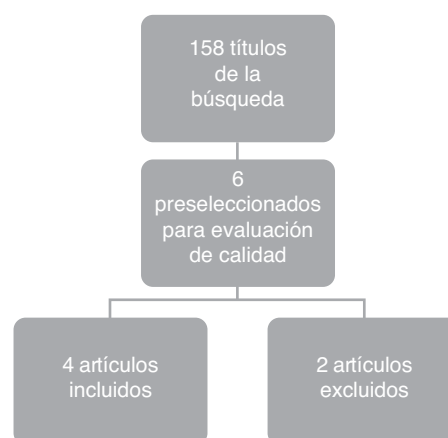 158 títulos
de la
búsqueda
6
preseleccionados
para evaluación
de calidad
4 artículos
incluidos
2 artículos
excluidos